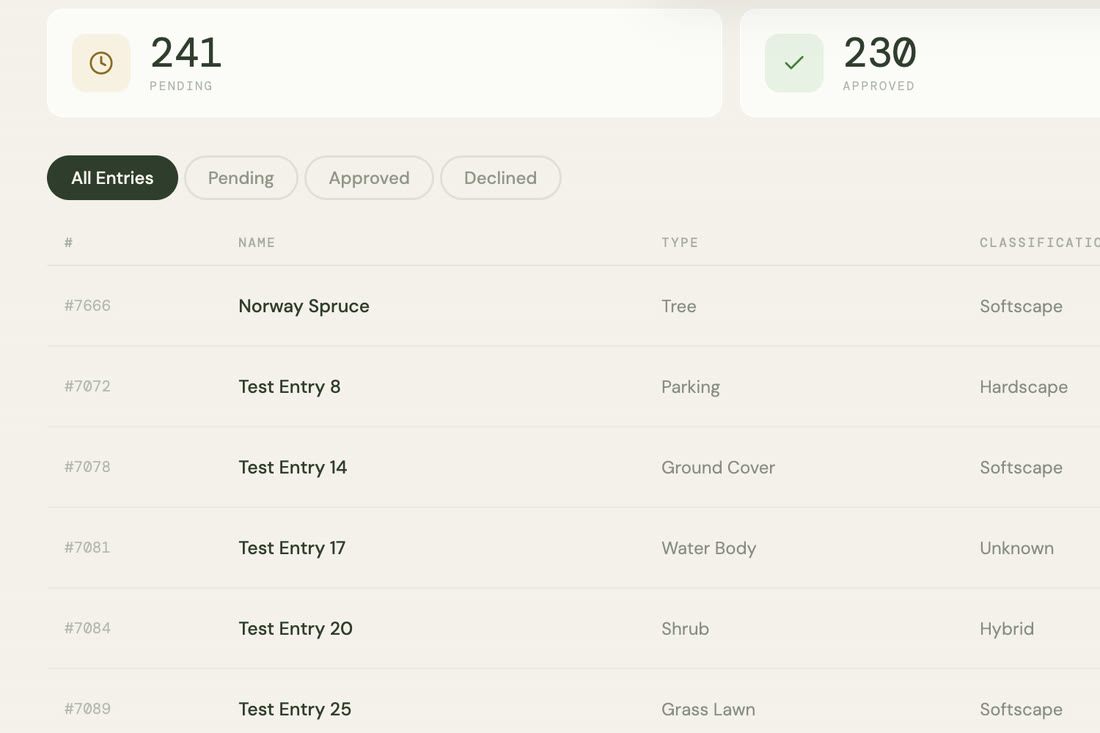 241
PENDING
230
APPROVED
All Entries Pending Approved Declined
# NAME TYPE CLASSIFICATIO
#7666 Norway Spruce Tree Softscape
#7072 Test Entry 8 Parking Hardscape
#7078 Test Entry 14 Ground Cover Softscape
#7081 Test Entry 17 Water Body Unknown
#7084 Test Entry 20 Shrub Hybrid
#7089 Test Entry 25 Grass Lawn Softscape